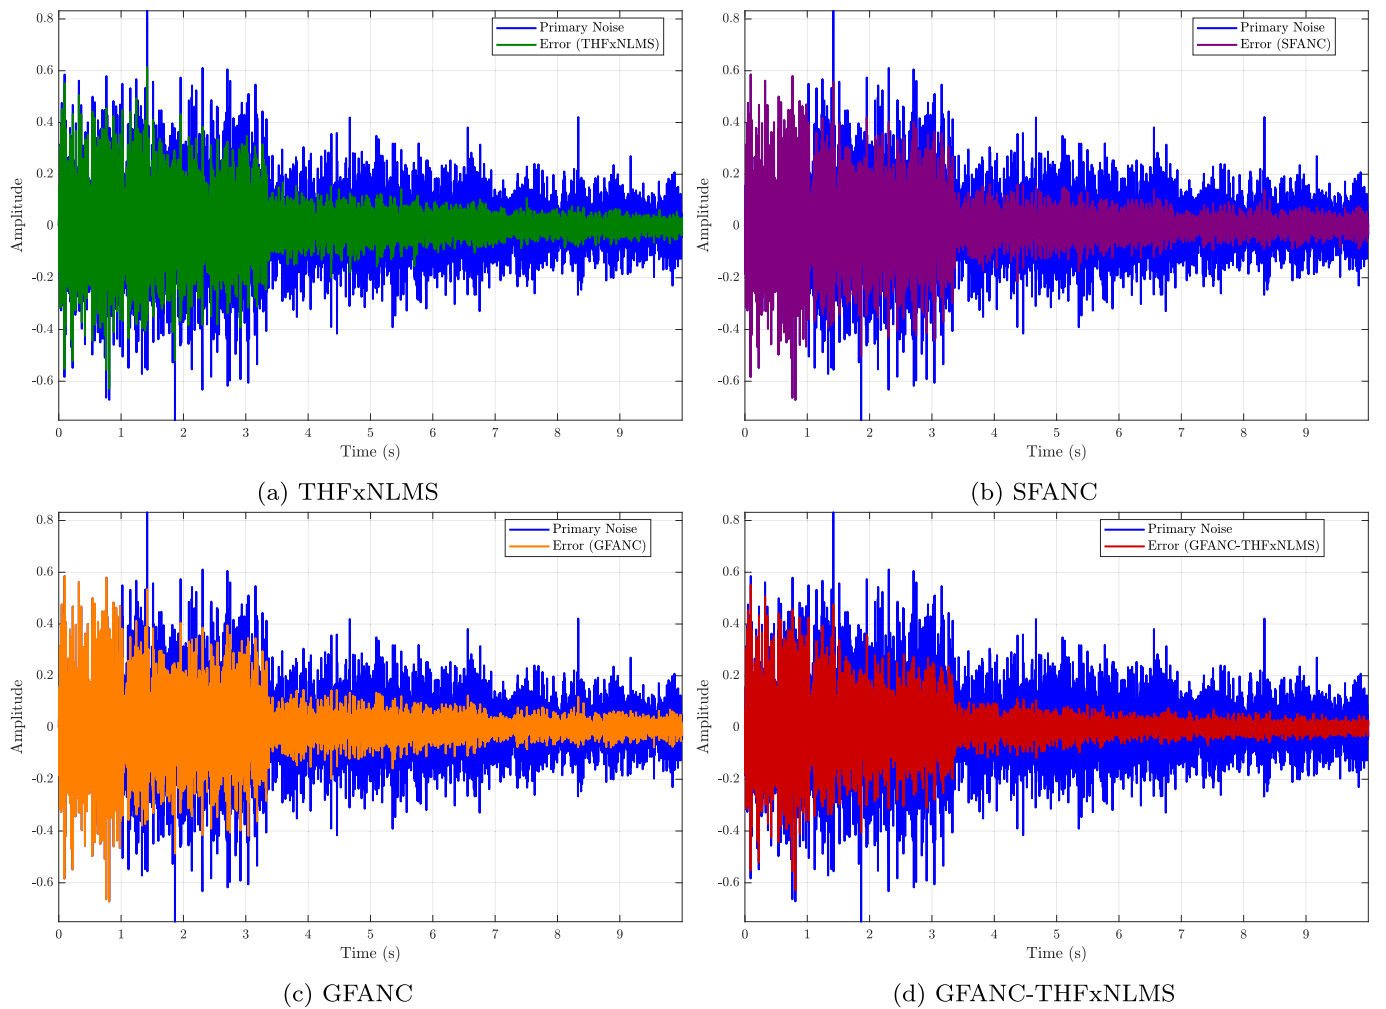 Primary Noise
Error (THFxNLMS)
0.8
0.6
0.4
0.2
0
-0.2
-0.4
-0.6
Amplitude
0 1 2 3 4 5 6 7 8 9
Time (s)
(a) THFxNLMS
Primary Noise
Error (SFANC)
0.8
0.6
0.4
0.2
0
-0.2
-0.4
-0.6
Amplitude
0 1 2 3 4 5 6 7 8 9
Time (s)
(b) SFANC
Primary Noise
Error (GFANC)
0.8
0.6
0.4
0.2
0
-0.2
-0.4
-0.6
Amplitude
0 1 2 3 4 5 6 7 8 9
Time (s)
(c) GFANC
Primary Noise
Error (GFANC-THFxNLMS)
0.8
0.6
0.4
0.2
0
-0.2
-0.4
-0.6
Amplitude
0 1 2 3 4 5 6 7 8 9
Time (s)
(d) GFANC-THFxNLMS